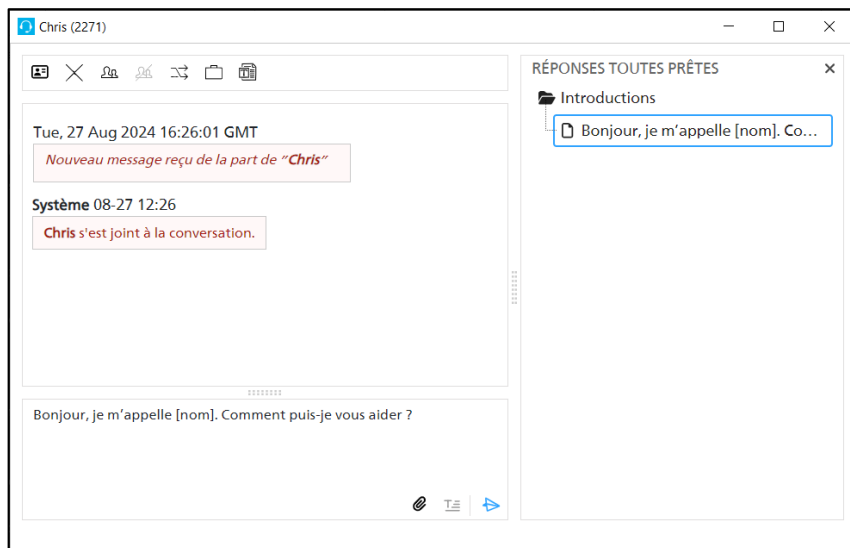 Chris (2271)
RÉPONSES TOUTES PRÊTES
Introductions
Bonjour, je m’appelle [nom]. Co...
Tue, 27 Aug 2024 16:26:01 GMT
Nouveau message reçu de la part de "Chris"
Système 08-27 12:26
Chris s'est joint à la conversation.
Bonjour, je m’appelle [nom]. Comment puis-je vous aider ?